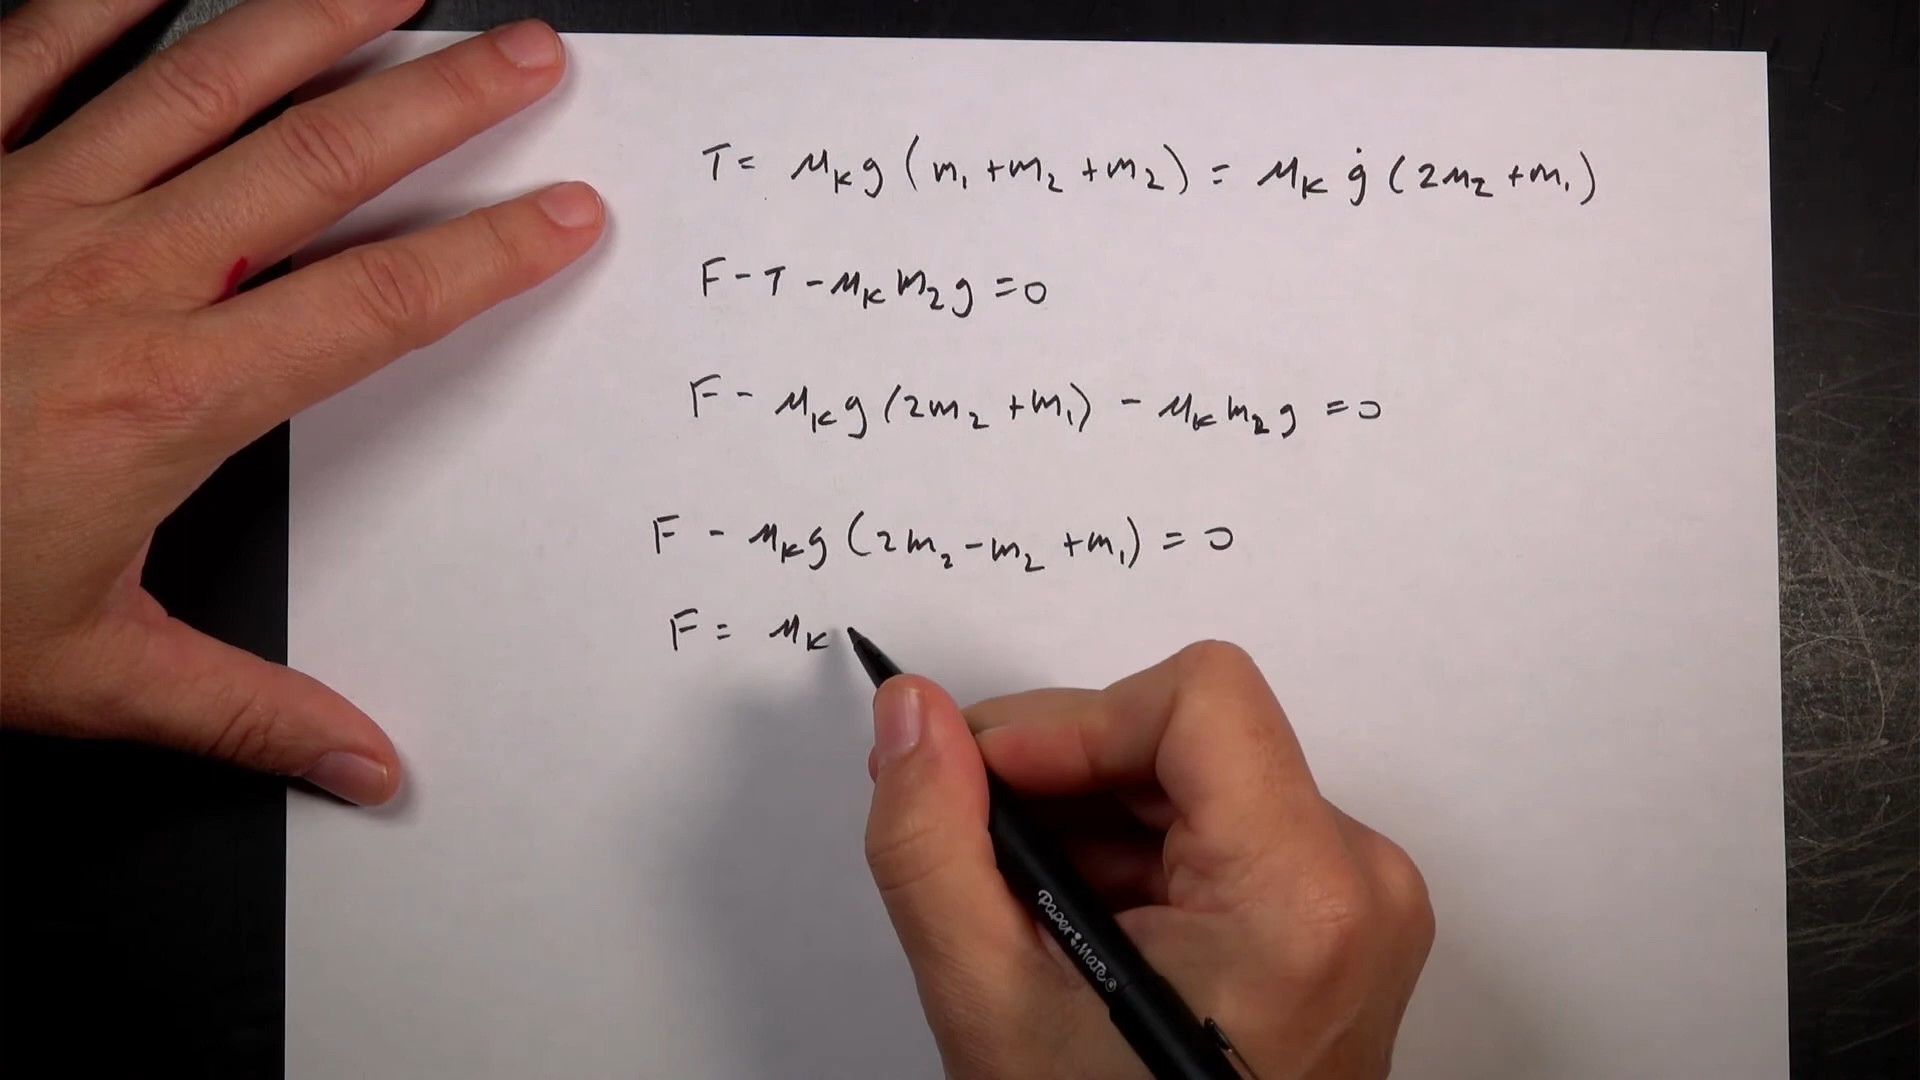 T = μₖg (m₁ + m₂ + m₂) = μₖ g (2m₂ + m₁)
F - T - μₖ m₂ g = 0
F - μₖ g (2m₂ + m₁) - μₖ m₂ g = 0
F - μₖ g (2m₂ - m₂ + m₁) = 0
F = μₖ
Paper:Mate